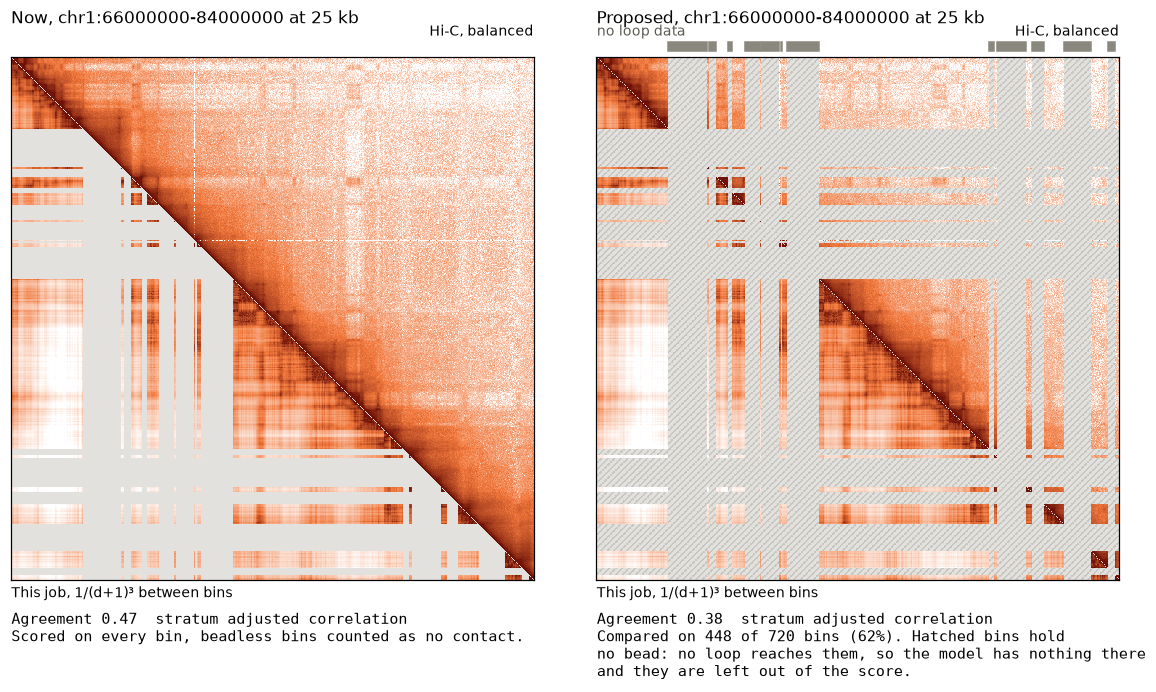 Now, chr1:66000000-84000000 at 25 kb
Hi-C, balanced
This job, 1/(d+1)³ between bins
Agreement 0.47  stratum adjusted correlation
Scored on every bin, beadless bins counted as no contact.
Proposed, chr1:66000000-84000000 at 25 kb
no loop data
Hi-C, balanced
This job, 1/(d+1)³ between bins
Agreement 0.38  stratum adjusted correlation
Compared on 448 of 720 bins (62%). Hatched bins hold
no bead: no loop reaches them, so the model has nothing there
and they are left out of the score.